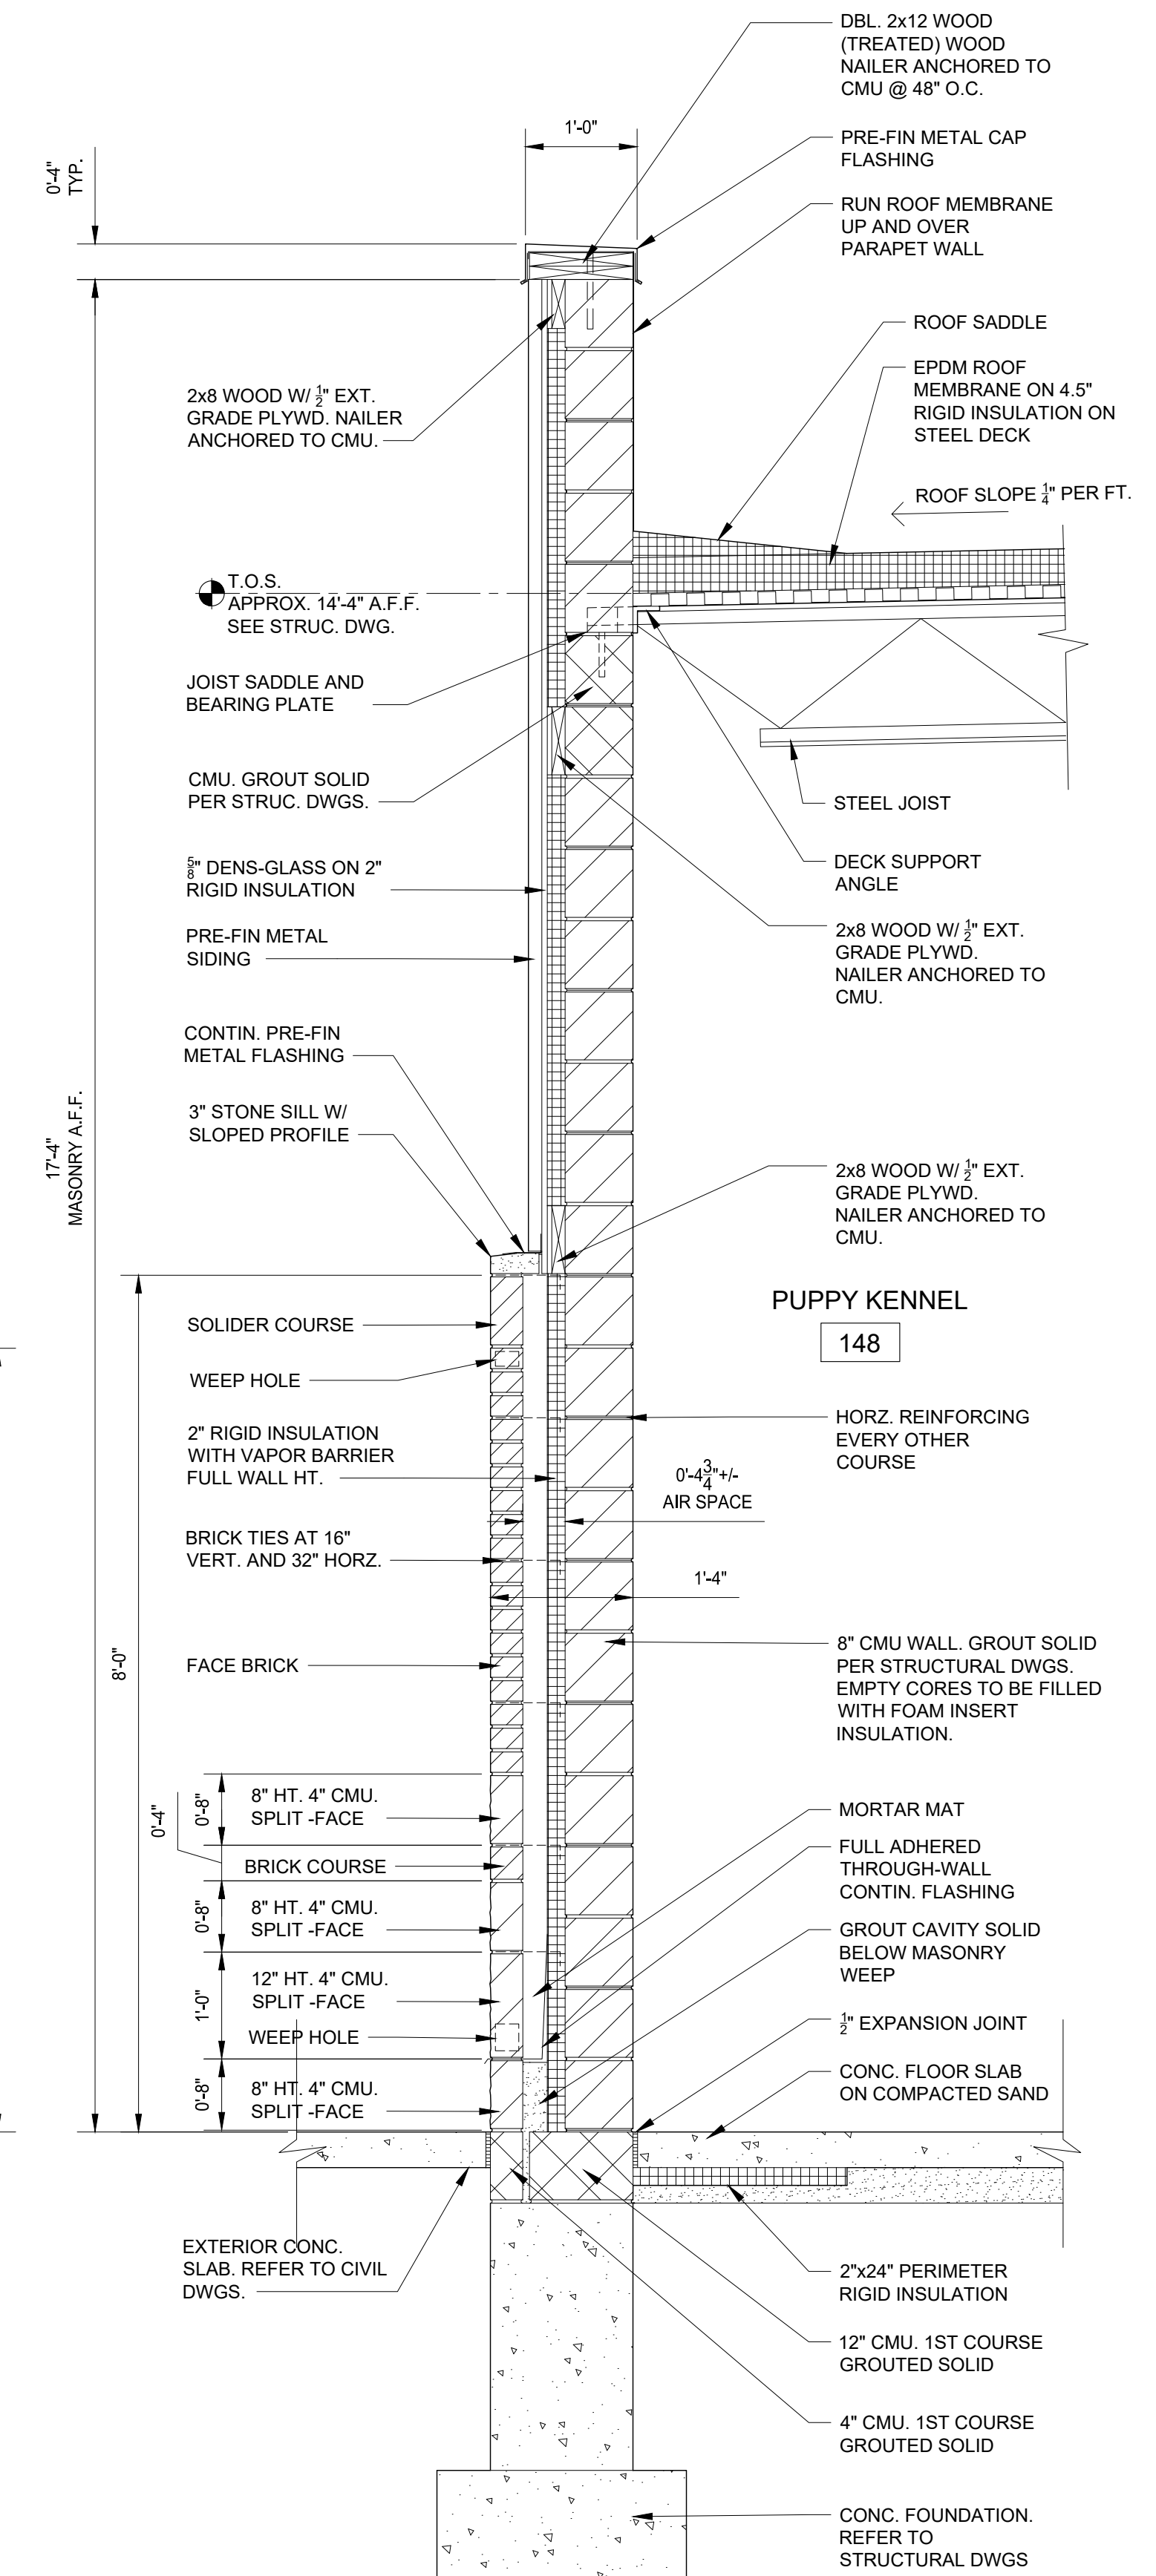 DBL. 2x12 WOOD
(TREATED) WOOD
NAILER ANCHORED TO
CMU @ 48" O.C.
1'-0"
PRE-FIN METAL CAP
FLASHING
0'-4"
TYP.
RUN ROOF MEMBRANE
UP AND OVER
PARAPET WALL
ROOF SADDLE
EPDM ROOF
MEMBRANE ON 4.5"
RIGID INSULATION ON
STEEL DECK
2x8 WOOD W/ 1/2" EXT.
GRADE PLYWD. NAILER
ANCHORED TO CMU.
ROOF SLOPE 1/4" PER FT.
T.O.S.
APPROX. 14'-4" A.F.F.
SEE STRUC. DWG.
JOIST SADDLE AND
BEARING PLATE
CMU. GROUT SOLID
PER STRUC. DWGS.
STEEL JOIST
5/8" DENS-GLASS ON 2"
RIGID INSULATION
DECK SUPPORT
ANGLE
PRE-FIN METAL
SIDING
2x8 WOOD W/ 1/2" EXT.
GRADE PLYWD.
NAILER ANCHORED TO
CMU.
CONTIN. PRE-FIN
METAL FLASHING
3" STONE SILL W/
SLOPED PROFILE
17'-4"
MASONRY A.F.F.
2x8 WOOD W/ 1/2" EXT.
GRADE PLYWD.
NAILER ANCHORED TO
CMU.
PUPPY KENNEL
148
SOLIDER COURSE
WEEP HOLE
HORZ. REINFORCING
EVERY OTHER
COURSE
2" RIGID INSULATION
WITH VAPOR BARRIER
FULL WALL HT.
0'-4 3/4"+/-
AIR SPACE
BRICK TIES AT 16"
VERT. AND 32" HORZ.
1'-4"
8'-0"
FACE BRICK
8" CMU WALL. GROUT SOLID
PER STRUCTURAL DWGS.
EMPTY CORES TO BE FILLED
WITH FOAM INSERT
INSULATION.
0'-8"
8" HT. 4" CMU.
SPLIT -FACE
0'-4"
BRICK COURSE
MORTAR MAT
FULL ADHERED
THROUGH-WALL
CONTIN. FLASHING
0'-8"
8" HT. 4" CMU.
SPLIT -FACE
GROUT CAVITY SOLID
BELOW MASONRY
WEEP
1'-0"
12" HT. 4" CMU.
SPLIT -FACE
WEEP HOLE
1/2" EXPANSION JOINT
0'-8"
8" HT. 4" CMU.
SPLIT -FACE
CONC. FLOOR SLAB
ON COMPACTED SAND
EXTERIOR CONC.
SLAB. REFER TO CIVIL
DWGS.
2"x24" PERIMETER
RIGID INSULATION
12" CMU. 1ST COURSE
GROUTED SOLID
4" CMU. 1ST COURSE
GROUTED SOLID
CONC. FOUNDATION.
REFER TO
STRUCTURAL DWGS